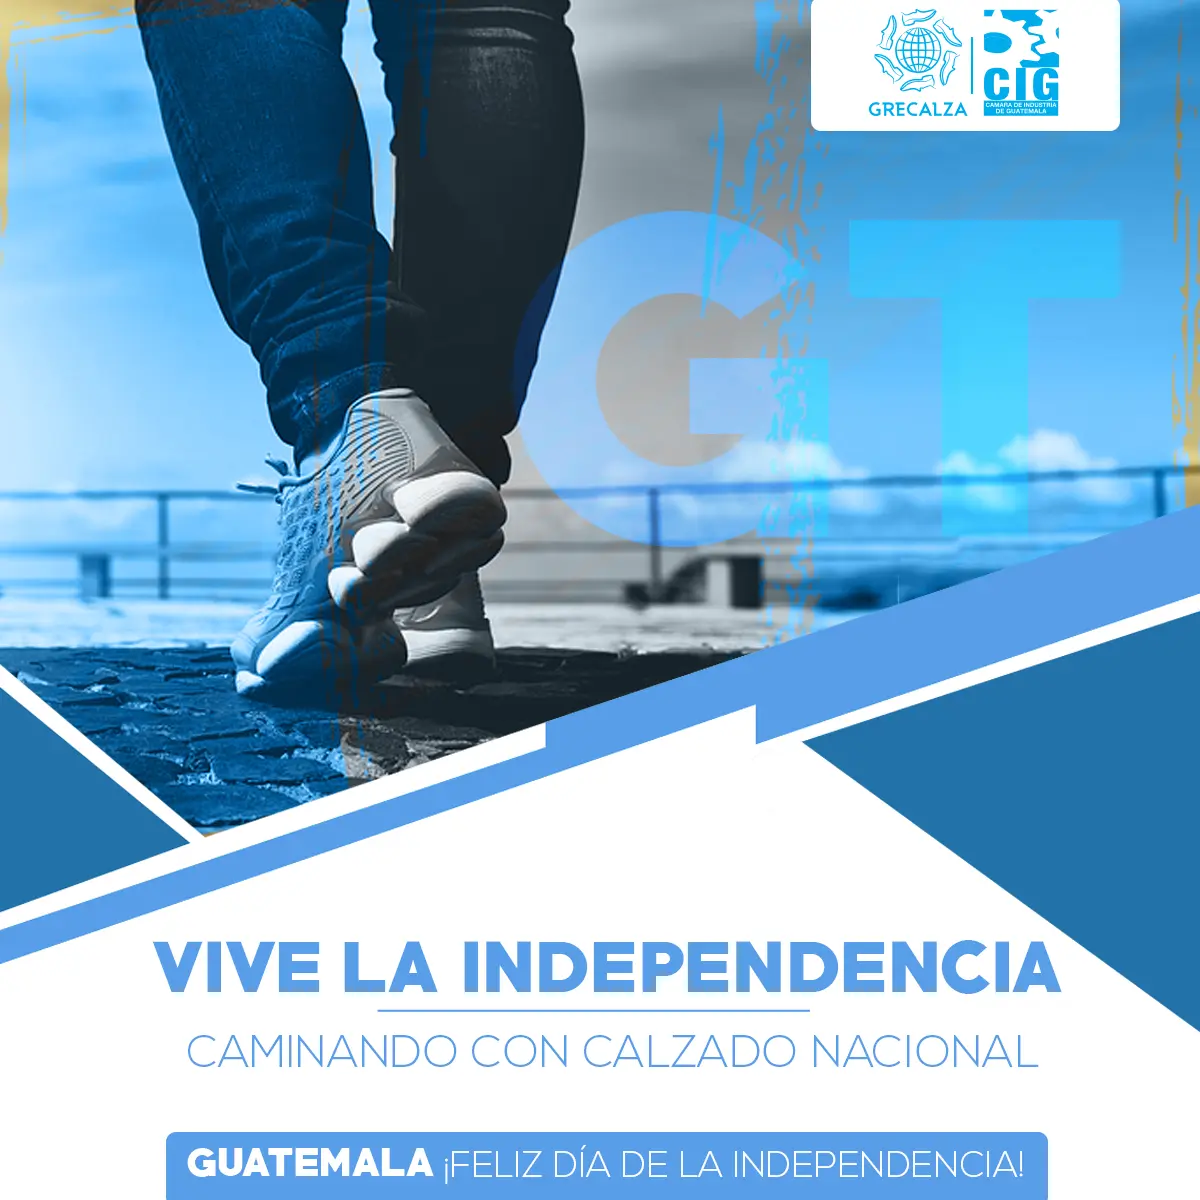 GRECALZA
CIG
CAMARA DE INDUSTRIA
DE GUATEMALA
GT
VIVE LA INDEPENDENCIA
CAMINANDO CON CALZADO NACIONAL
GUATEMALA ¡FELIZ DÍA DE LA INDEPENDENCIA!